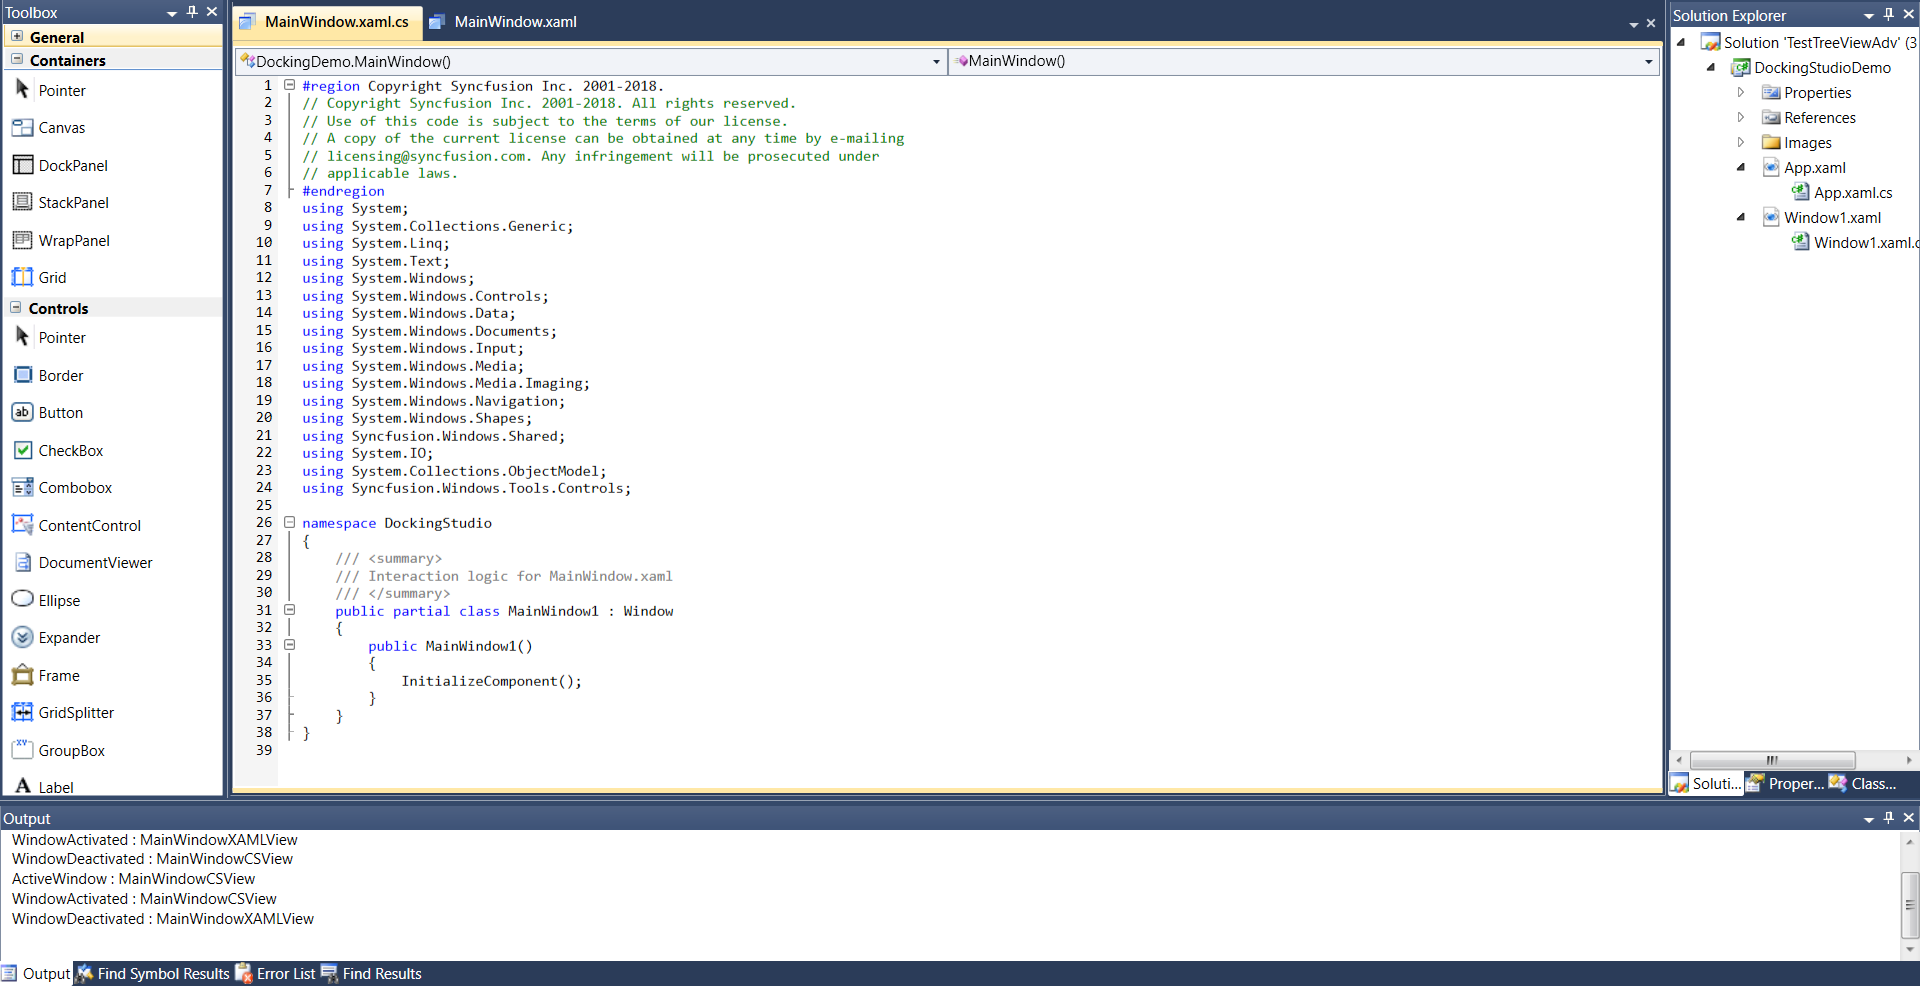 Toolbox
General
Containers
Pointer
Canvas
DockPanel
StackPanel
WrapPanel
Grid
Controls
Pointer
Border
Button
CheckBox
Combobox
ContentControl
DocumentViewer
Ellipse
Expander
Frame
GridSplitter
GroupBox
Label
MainWindow.xaml.cs
MainWindow.xaml
DockingDemo.MainWindow()
MainWindow()
1 #region Copyright Syncfusion Inc. 2001-2018.
2 // Copyright Syncfusion Inc. 2001-2018. All rights reserved.
3 // Use of this code is subject to the terms of our license.
4 // A copy of the current license can be obtained at any time by e-mailing
5 // licensing@syncfusion.com. Any infringement will be prosecuted under
6 // applicable laws.
7 #endregion
8 using System;
9 using System.Collections.Generic;
10 using System.Linq;
11 using System.Text;
12 using System.Windows;
13 using System.Windows.Controls;
14 using System.Windows.Data;
15 using System.Windows.Documents;
16 using System.Windows.Input;
17 using System.Windows.Media;
18 using System.Windows.Media.Imaging;
19 using System.Windows.Navigation;
20 using System.Windows.Shapes;
21 using Syncfusion.Windows.Shared;
22 using System.IO;
23 using System.Collections.ObjectModel;
24 using Syncfusion.Windows.Tools.Controls;
25
26 namespace DockingStudio
27 {
28 /// <summary>
29 /// Interaction logic for MainWindow.xaml
30 /// </summary>
31 public partial class MainWindow1 : Window
32 {
33 public MainWindow1()
34 {
35 InitializeComponent();
36 }
37 }
38 }
39
Solution Explorer
Solution 'TestTreeViewAdv' (3
DockingStudioDemo
Properties
References
Images
App.xaml
App.xaml.cs
Window1.xaml
Window1.xaml.c
Soluti... Proper... Class...
Output
WindowActivated : MainWindowXAMLView
WindowDeactivated : MainWindowCSView
ActiveWindow : MainWindowCSView
WindowActivated : MainWindowCSView
WindowDeactivated : MainWindowXAMLView
Output Find Symbol Results Error List Find Results